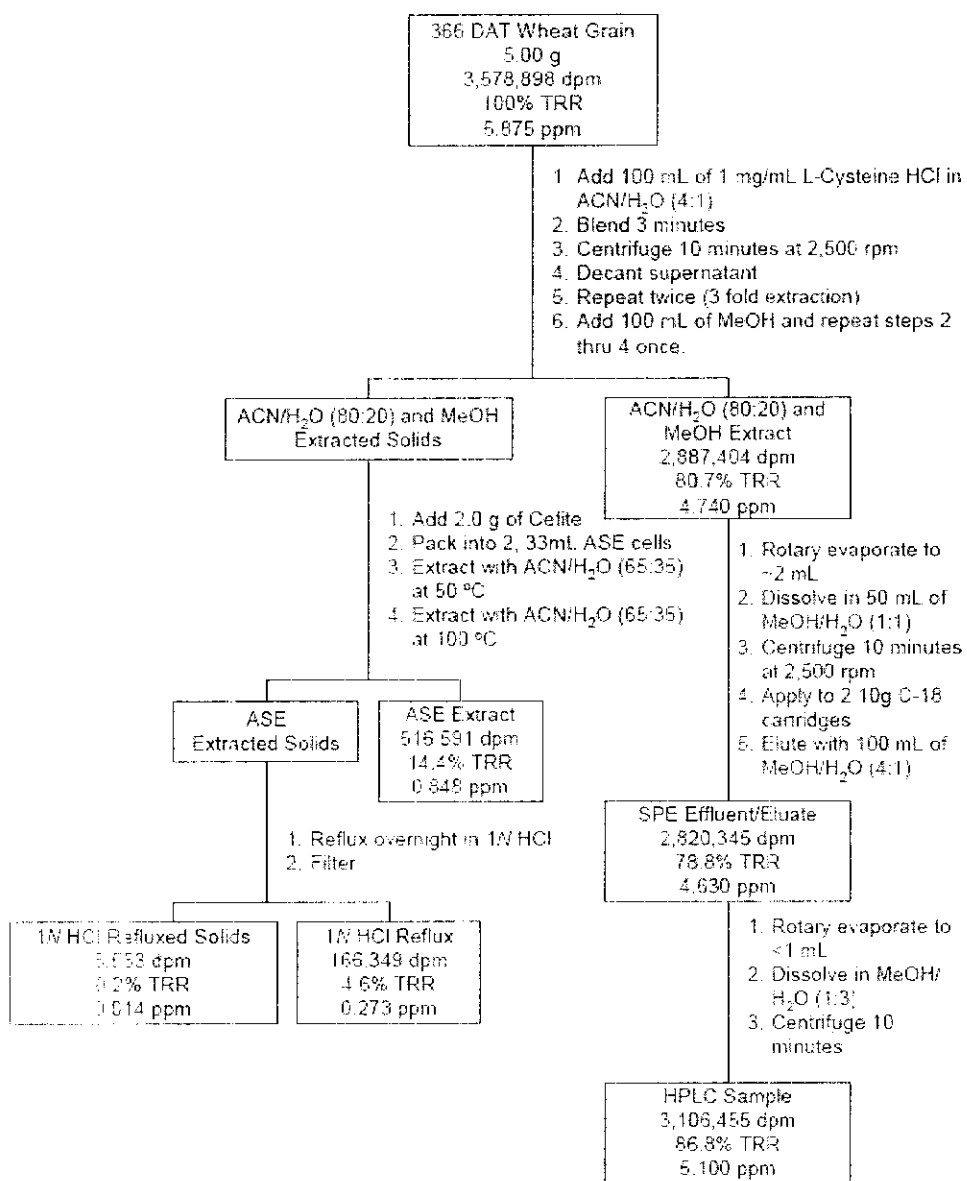 366 DAT Wheat Grain
5.00 g
3,578,898 dpm
100% TRR
5.875 ppm
1. Add 100 mL of 1 mg/mL L-Cysteine HCl in
ACN/H₂O (4:1)
2. Blend 3 minutes
3. Centrifuge 10 minutes at 2,500 rpm
4. Decant supernatant
5. Repeat twice (3 fold extraction)
6. Add 100 mL of MeOH and repeat steps 2
thru 4 once.
ACN/H₂O (80:20) and MeOH
Extracted Solids
ACN/H₂O (80:20) and
MeOH Extract
2,887,404 dpm
80.7% TRR
4.740 ppm
1. Add 2.0 g of Celite
2. Pack into 2, 33mL ASE cells
3. Extract with ACN/H₂O (65:35)
at 50 ºC
4. Extract with ACN/H₂O (65:35)
at 100 ºC
1. Rotary evaporate to
~2 mL
2. Dissolve in 50 mL of
MeOH/H₂O (1:1)
3. Centrifuge 10 minutes
at 2,500 rpm
4. Apply to 2 10g C-18
cartridges
5. Elute with 100 mL of
MeOH/H₂O (4:1)
ASE
Extracted Solids
ASE Extract
516,591 dpm
14.4% TRR
0.848 ppm
1. Reflux overnight in 1N HCl
2. Filter
SPE Effluent/Eluate
2,820,345 dpm
78.8% TRR
4.630 ppm
1N HCl Refluxed Solids
dpm
0.2% TRR
0.014 ppm
1N HCl Reflux
166,349 dpm
4.6% TRR
0.273 ppm
1. Rotary evaporate to
<1 mL
2. Dissolve in MeOH/
H₂O (1:3)
3. Centrifuge 10
minutes
HPLC Sample
3,106,455 dpm
86.8% TRR
5.100 ppm